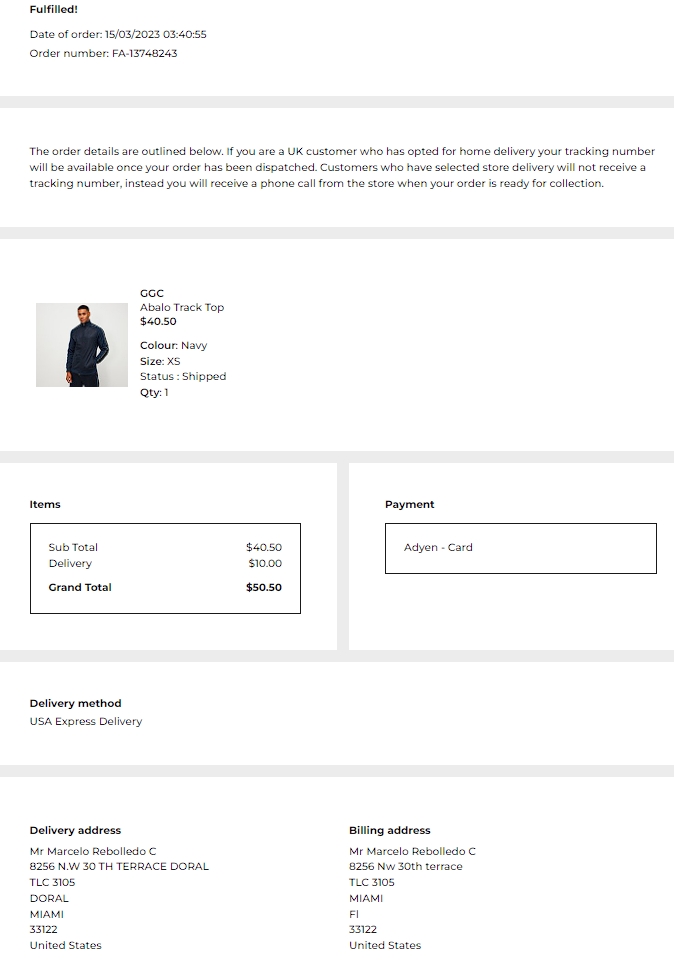 Fulfilled!
Date of order: 15/03/2023 03:40:55
Order number: FA-13748243
The order details are outlined below. If you are a UK customer who has opted for home delivery your tracking number
will be available once your order has been dispatched. Customers who have selected store delivery will not receive a
tracking number, instead you will receive a phone call from the store when your order is ready for collection.
GGC
Abalo Track Top
$40.50
Colour: Navy
Size: XS
Status : Shipped
Qty: 1
Items
Sub Total $40.50
Delivery $10.00
Grand Total $50.50
Payment
Adyen - Card
Delivery method
USA Express Delivery
Delivery address
Mr Marcelo Rebolledo C
8256 N.W 30 TH TERRACE DORAL
TLC 3105
DORAL
MIAMI
33122
United States
Billing address
Mr Marcelo Rebolledo C
8256 Nw 30th terrace
TLC 3105
MIAMI
Fl
33122
United States